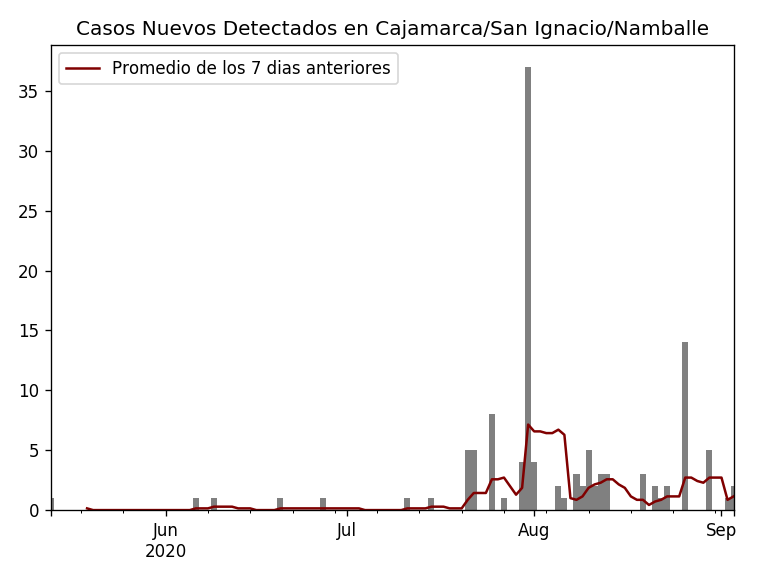 Casos Nuevos Detectados en Cajamarca/San Ignacio/Namballe
Promedio de los 7 dias anteriores
35
30
25
20
15
10
5
0
Jun
2020
Jul
Aug
Sep